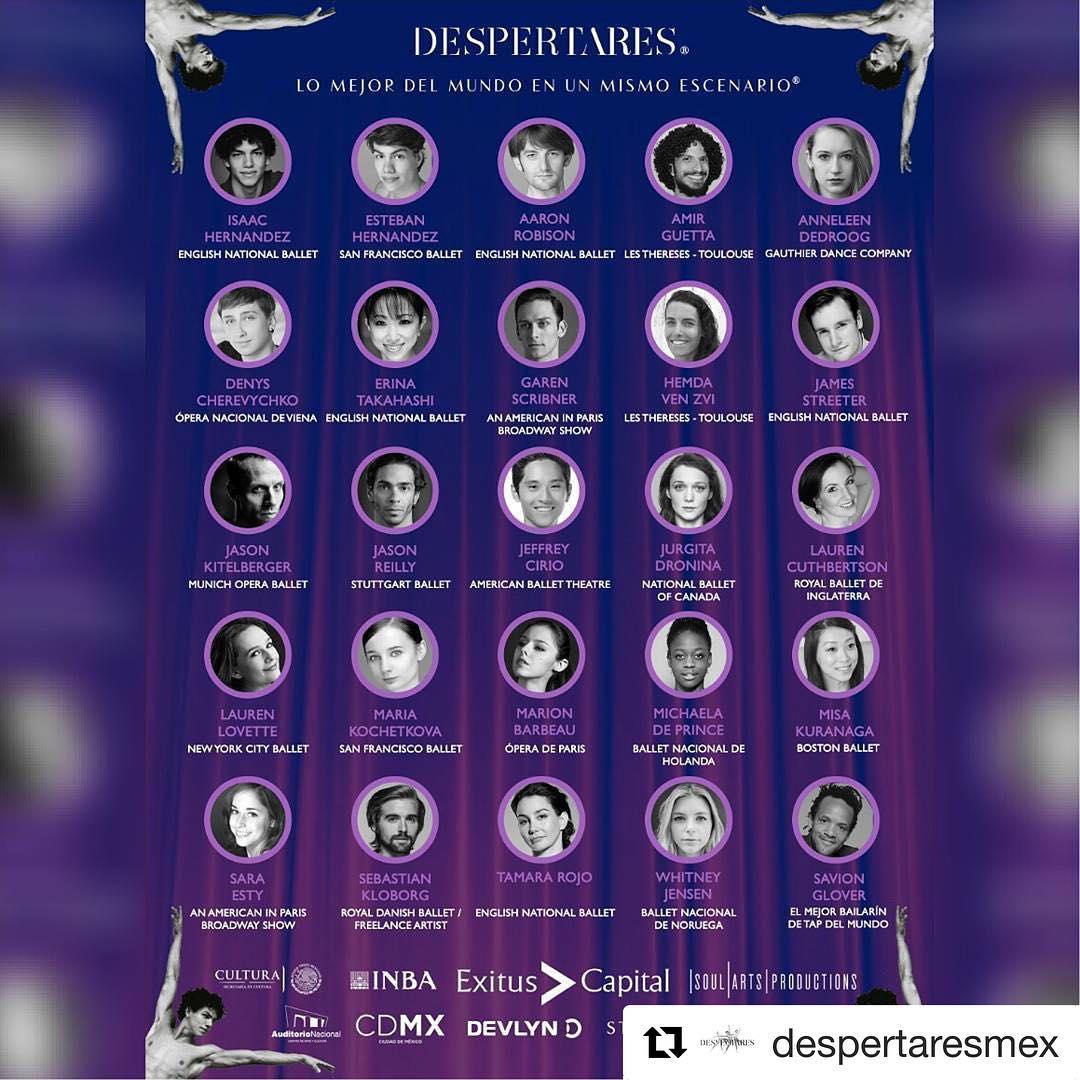 DESPERTARES®
LO MEJOR DEL MUNDO EN UN MISMO ESCENARIO®
ISAAC
HERNANDEZ
ENGLISH NATIONAL BALLET
ESTEBAN
HERNANDEZ
SAN FRANCISCO BALLET
AARON
ROBISON
ENGLISH NATIONAL BALLET
AMIR
GUETTA
LES THERESES - TOULOUSE
ANNELEEN
DEDROOG
GAUTHIER DANCE COMPANY
DENYS
CHEREVYCHKO
ÓPERA NACIONAL DE VIENA
ERINA
TAKAHASHI
ENGLISH NATIONAL BALLET
GAREN
SCRIBNER
AN AMERICAN IN PARIS
BROADWAY SHOW
HEMDA
VEN ZVI
LES THERESES - TOULOUSE
JAMES
STREETER
ENGLISH NATIONAL BALLET
JASON
KITELBERGER
MUNICH OPERA BALLET
JASON
REILLY
STUTTGART BALLET
JEFFREY
CIRIO
AMERICAN BALLET THEATRE
JURGITA
DRONINA
NATIONAL BALLET
OF CANADA
LAUREN
CUTHBERTSON
ROYAL BALLET DE
INGLATERRA
LAUREN
LOVETTE
NEW YORK CITY BALLET
MARIA
KOCHETKOVA
SAN FRANCISCO BALLET
MARION
BARBEAU
ÓPERA DE PARIS
MICHAELA
DE PRINCE
BALLET NACIONAL DE
HOLANDA
MISA
KURANAGA
BOSTON BALLET
SARA
ESTY
AN AMERICAN IN PARIS
BROADWAY SHOW
SEBASTIAN
KLOBORG
ROYAL DANISH BALLET /
FREELANCE ARTIST
TAMARA ROJO
ENGLISH NATIONAL BALLET
WHITNEY
JENSEN
BALLET NACIONAL
DE NORUEGA
SAVION
GLOVER
EL MEJOR BAILARÍN
DE TAP DEL MUNDO
CULTURA
SECRETARÍA DE CULTURA
INBA
Exitus Capital
|SOUL|ARTS|PRODUCTIONS
AuditorioNacional
CDMX
CIUDAD DE MÉXICO
DEVLYN
DESPERTARES
despertaresmex